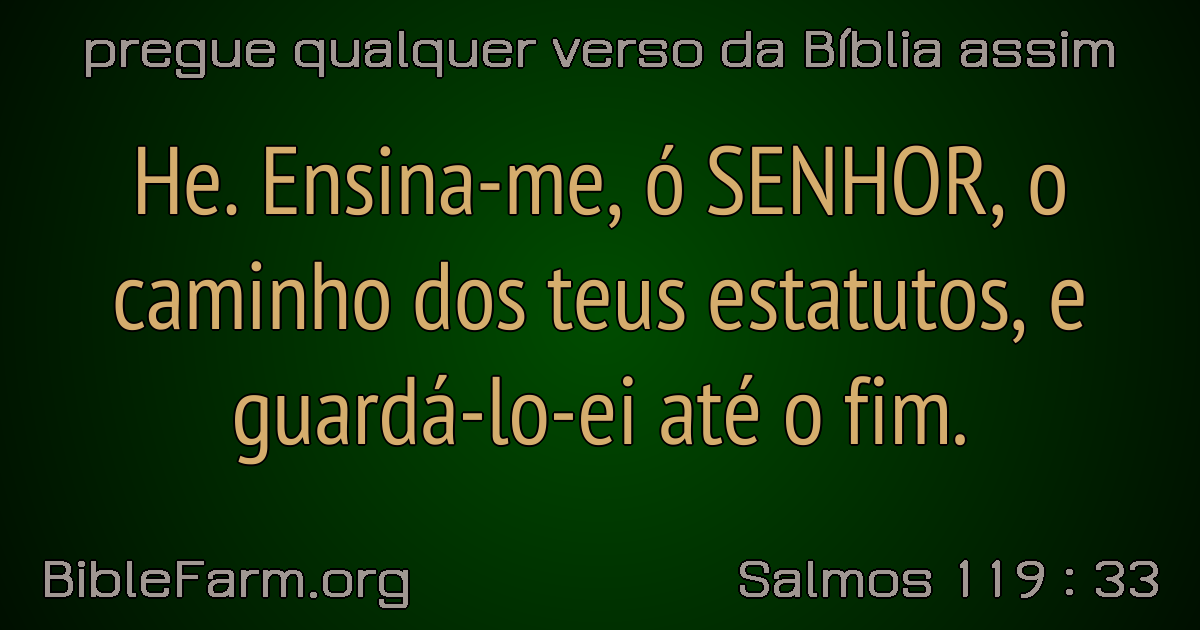 pregue qualquer verso da Bíblia assim
He. Ensina-me, ó SENHOR, o
caminho dos teus estatutos, e
guardá-lo-ei até o fim.
BibleFarm.org
Salmos 119 : 33